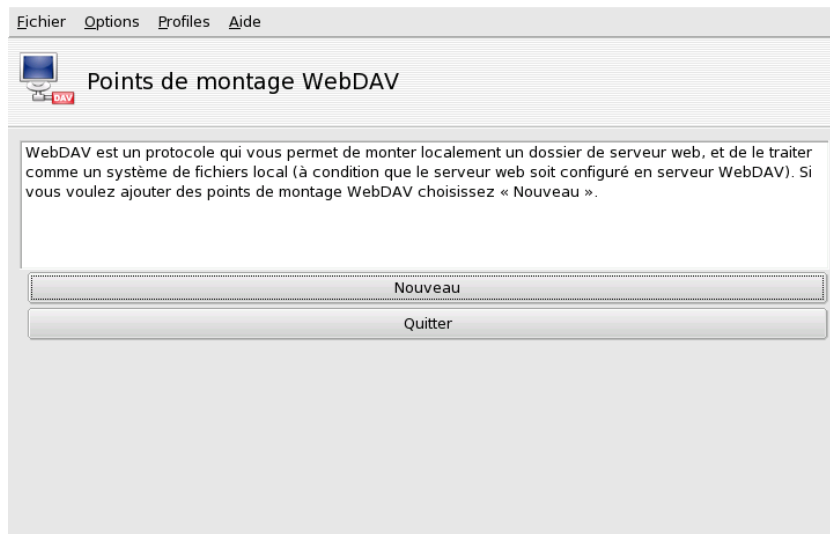 Fichier Options Profiles Aide
Points de montage WebDAV
DAV
WebDAV est un protocole qui vous permet de monter localement un dossier de serveur web, et de le traiter
comme un système de fichiers local (à condition que le serveur web soit configuré en serveur WebDAV). Si
vous voulez ajouter des points de montage WebDAV choisissez « Nouveau ».
Nouveau
Quitter